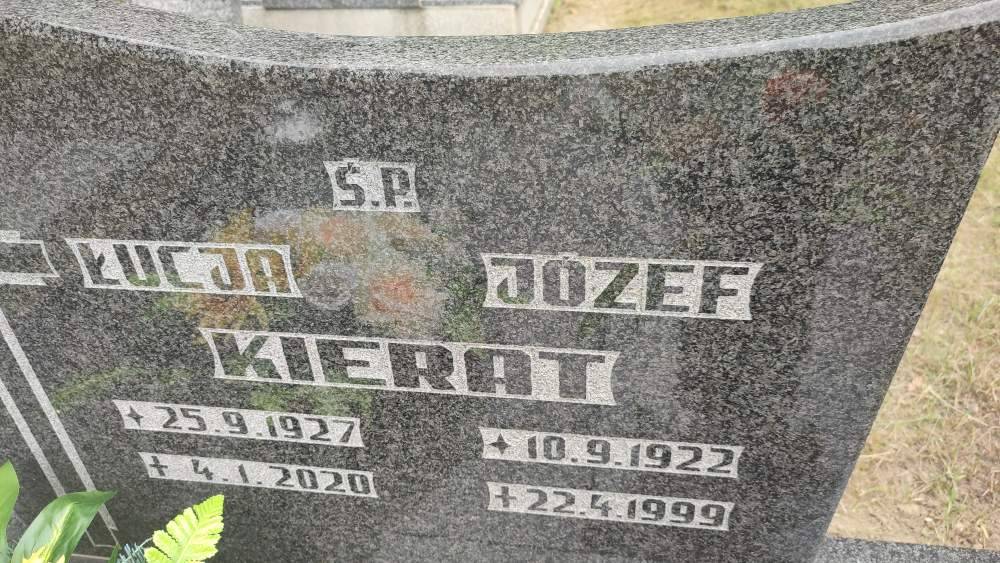 Ś.P.
ŁUCJA JÓZEF
KIERAT
25.9.1927 10.9.1922
4.1.2020 22.4.1999